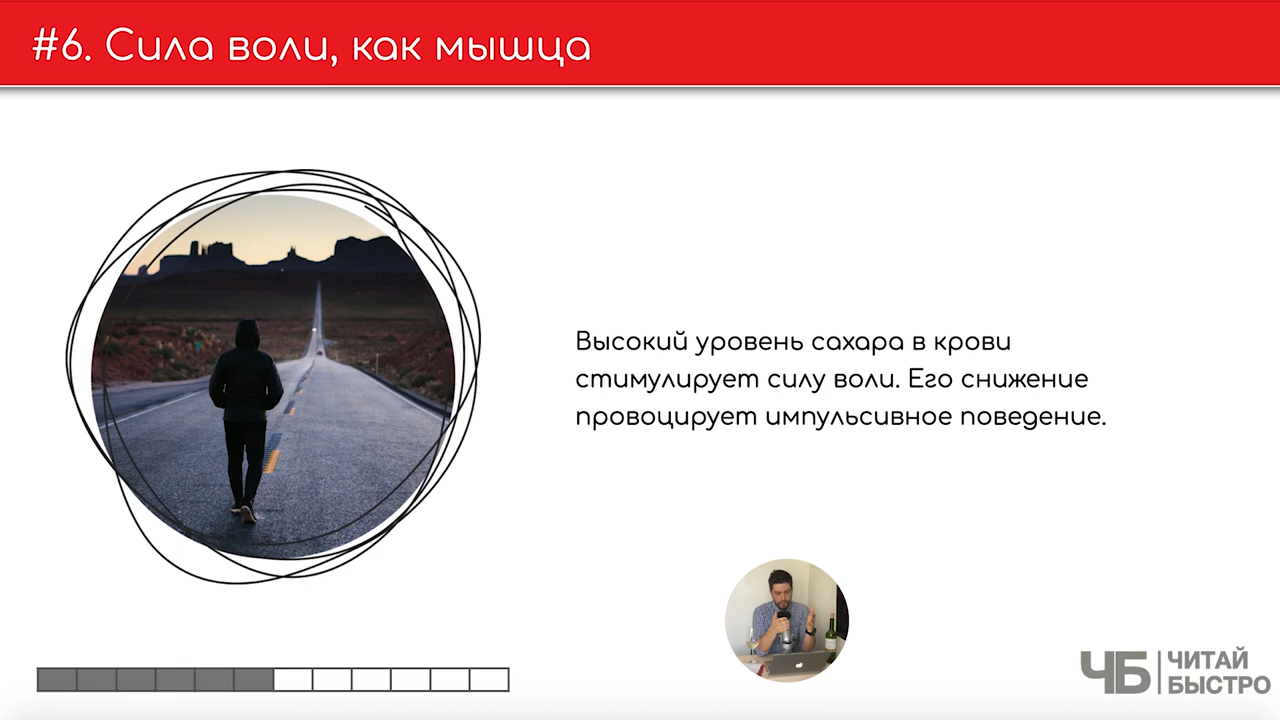 #6. Сила воли, как мышца
Высокий уровень сахара в крови
стимулирует силу воли. Его снижение
провоцирует импульсивное поведение.
ЧБ
ЧИТАЙ
БЫСТРО